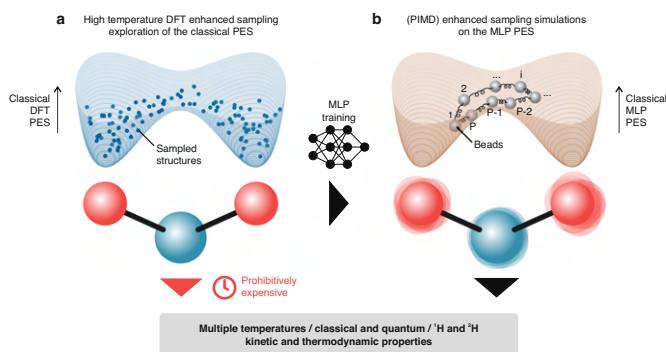 a
High temperature DFT enhanced sampling
exploration of the classical PES
b
(PIMD) enhanced sampling simulations
on the MLP PES
Classical
DFT
PES
Sampled
structures
MLP
training
1
2
...
i
...
P-2
P-1
P
Beads
Classical
MLP
PES
Prohibitively
expensive
Multiple temperatures / classical and quantum / ¹H and ²H
kinetic and thermodynamic properties